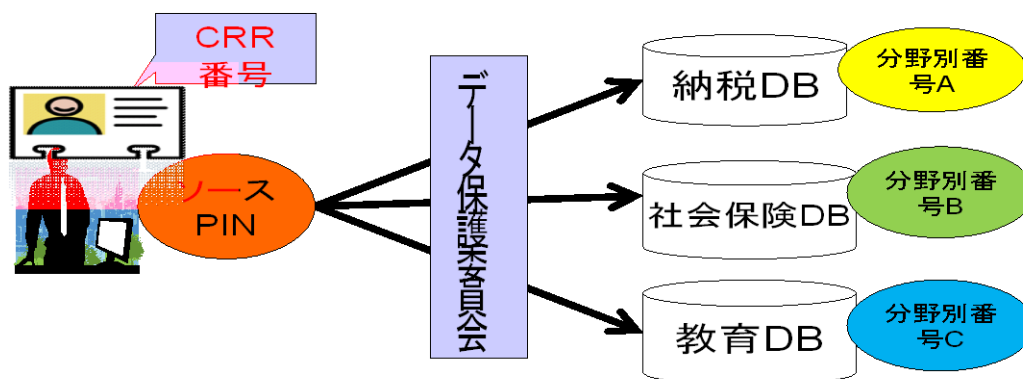 CRR
番号
ソース
PIN
データ保護委員会
納税DB
分野別番
号A
社会保険DB
分野別番
号B
教育DB
分野別番
号C